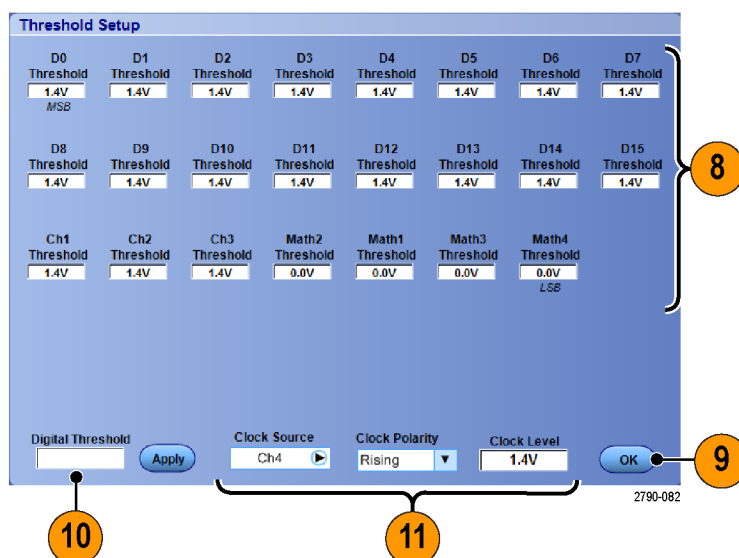 Threshold Setup
D0 D1 D2 D3 D4 D5 D6 D7
Threshold Threshold Threshold Threshold Threshold Threshold Threshold Threshold
1.4V 1.4V 1.4V 1.4V 1.4V 1.4V 1.4V 1.4V
MSB
8
D8 D9 D10 D11 D12 D13 D14 D15
Threshold Threshold Threshold Threshold Threshold Threshold Threshold Threshold
1.4V 1.4V 1.4V 1.4V 1.4V 1.4V 1.4V 1.4V
Ch1 Ch2 Ch3 Math2 Math1 Math3 Math4
Threshold Threshold Threshold Threshold Threshold Threshold Threshold
1.4V 1.4V 1.4V 0.0V 0.0V 0.0V 0.0V
LSB
Digital Threshold Clock Source Clock Polarity Clock Level
Apply Ch4 Rising 1.4V OK 9
2790-082
10 11